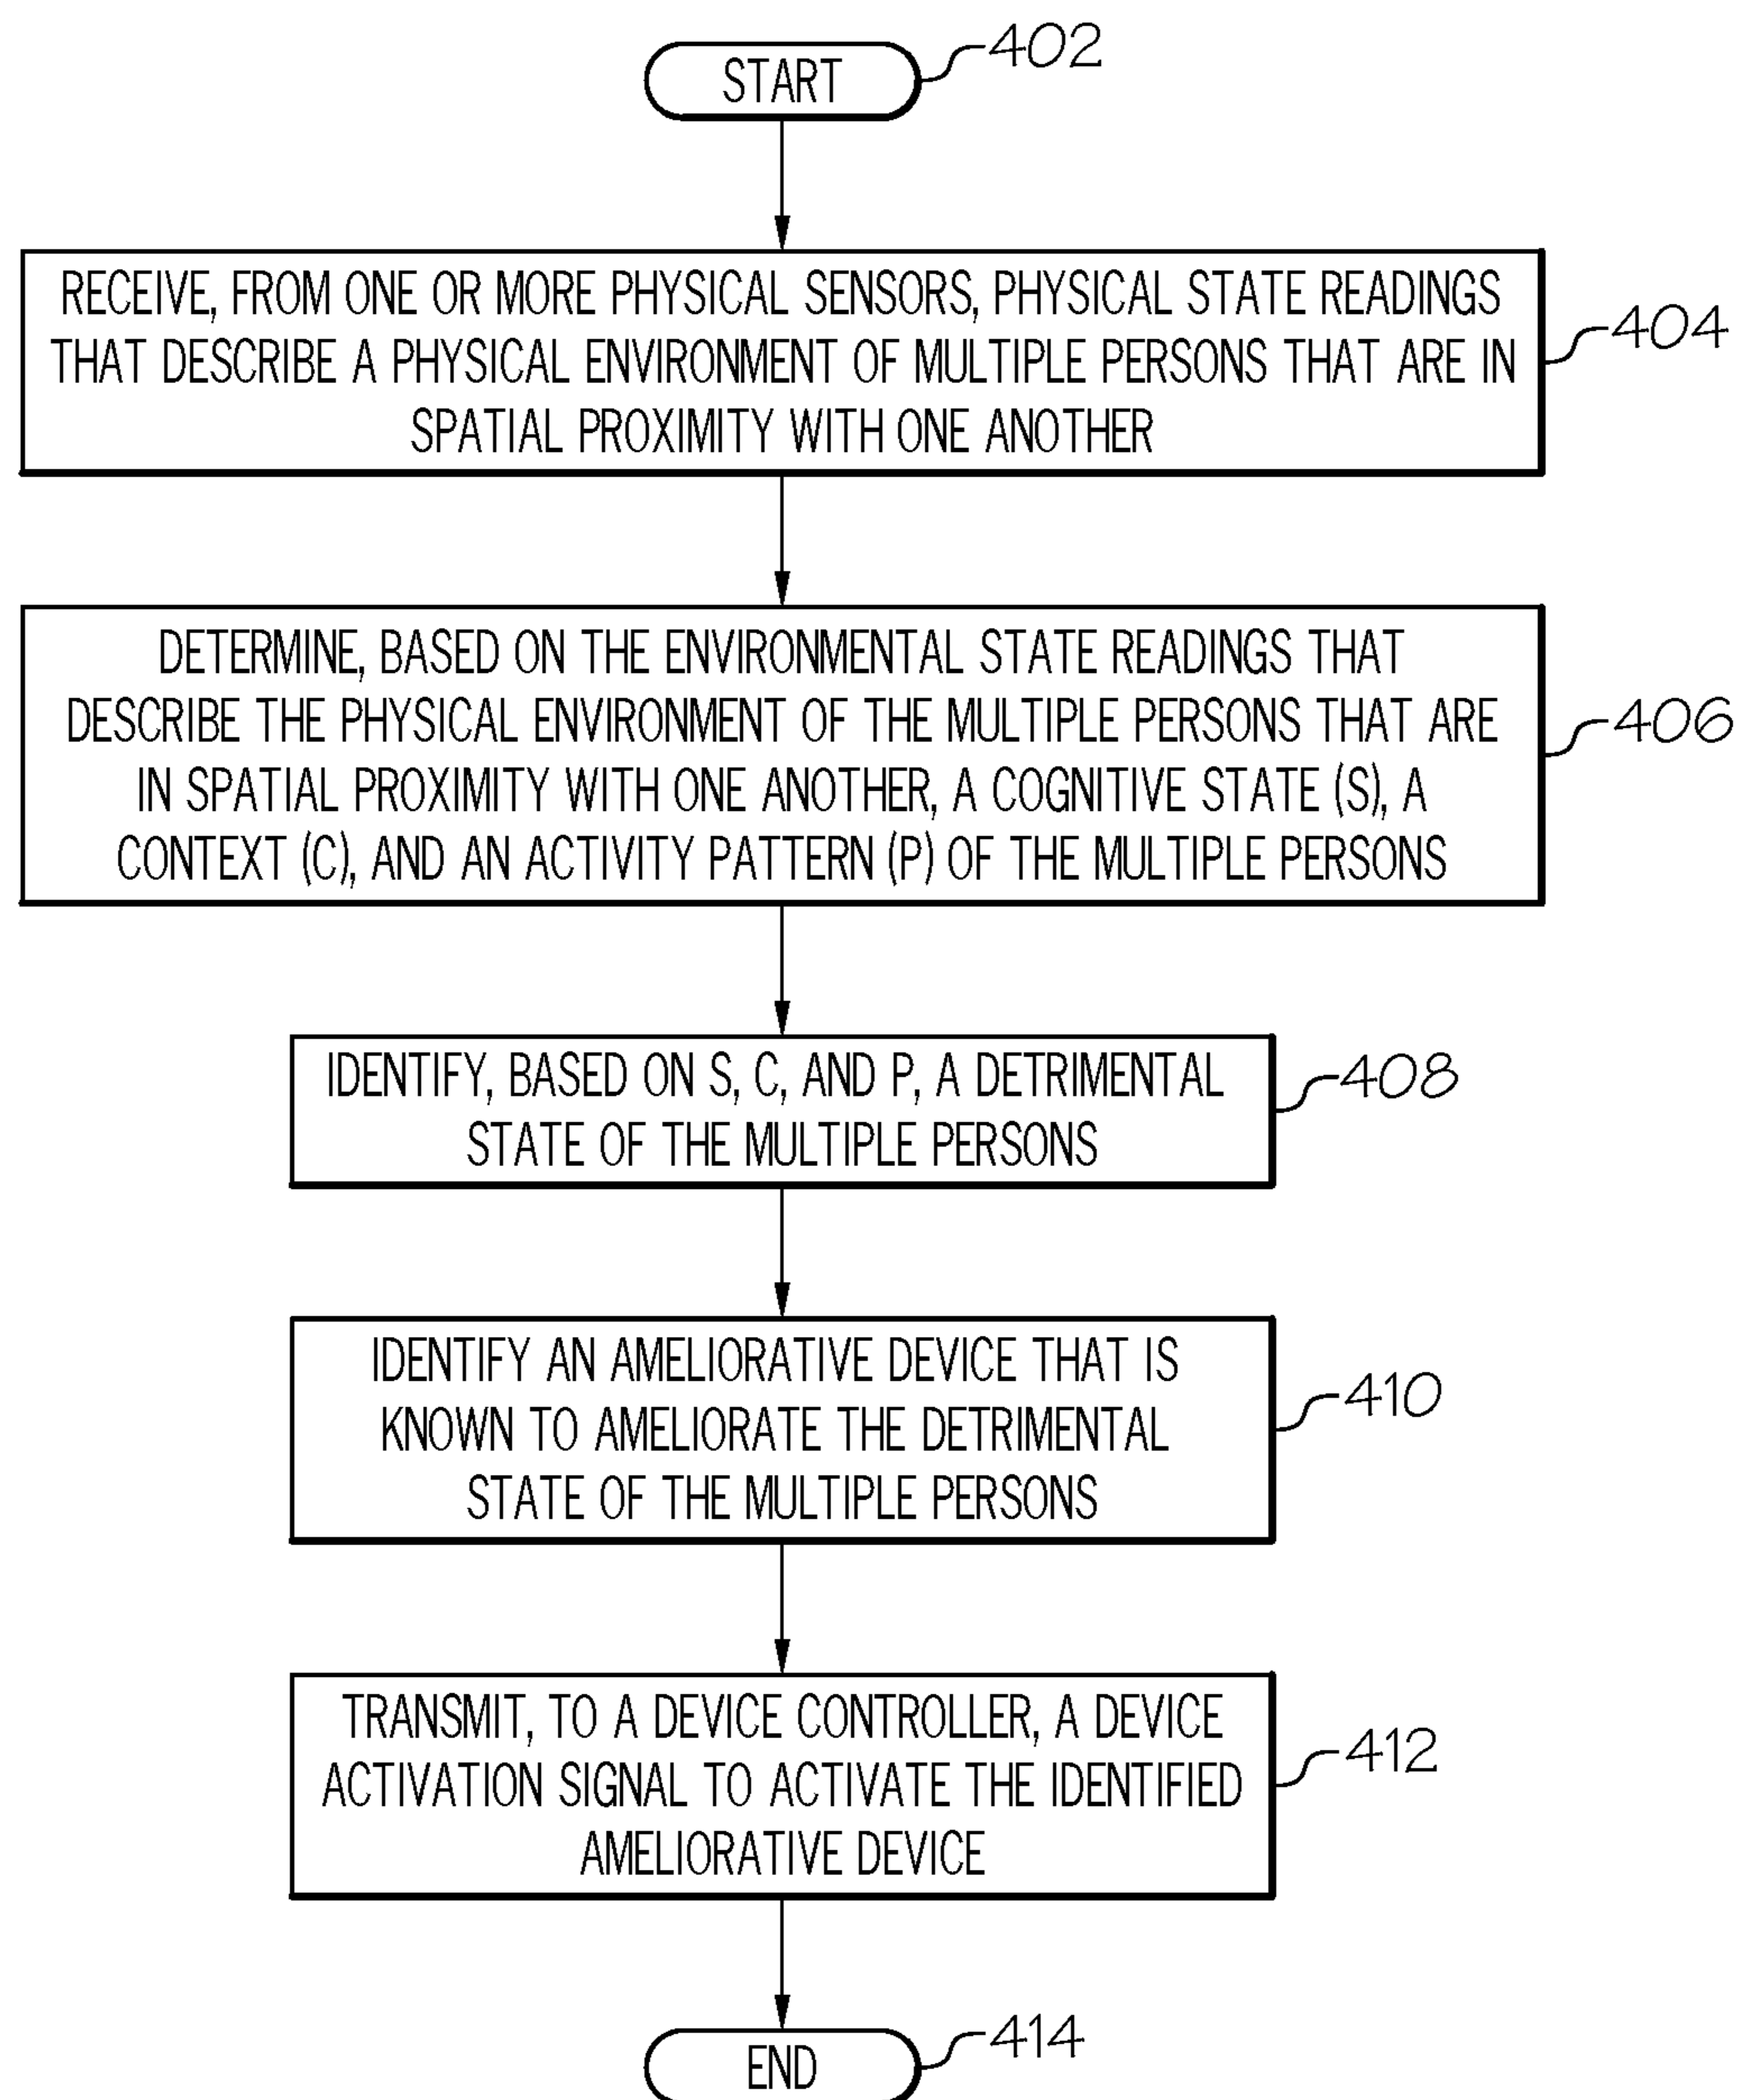 START
402
RECEIVE, FROM ONE OR MORE PHYSICAL SENSORS, PHYSICAL STATE READINGS
THAT DESCRIBE A PHYSICAL ENVIRONMENT OF MULTIPLE PERSONS THAT ARE IN
SPATIAL PROXIMITY WITH ONE ANOTHER
404
DETERMINE, BASED ON THE ENVIRONMENTAL STATE READINGS THAT
DESCRIBE THE PHYSICAL ENVIRONMENT OF THE MULTIPLE PERSONS THAT ARE
IN SPATIAL PROXIMITY WITH ONE ANOTHER, A COGNITIVE STATE (S), A
CONTEXT (C), AND AN ACTIVITY PATTERN (P) OF THE MULTIPLE PERSONS
406
IDENTIFY, BASED ON S, C, AND P, A DETRIMENTAL
STATE OF THE MULTIPLE PERSONS
408
IDENTIFY AN AMELIORATIVE DEVICE THAT IS
KNOWN TO AMELIORATE THE DETRIMENTAL
STATE OF THE MULTIPLE PERSONS
410
TRANSMIT, TO A DEVICE CONTROLLER, A DEVICE
ACTIVATION SIGNAL TO ACTIVATE THE IDENTIFIED
AMELIORATIVE DEVICE
412
END
414